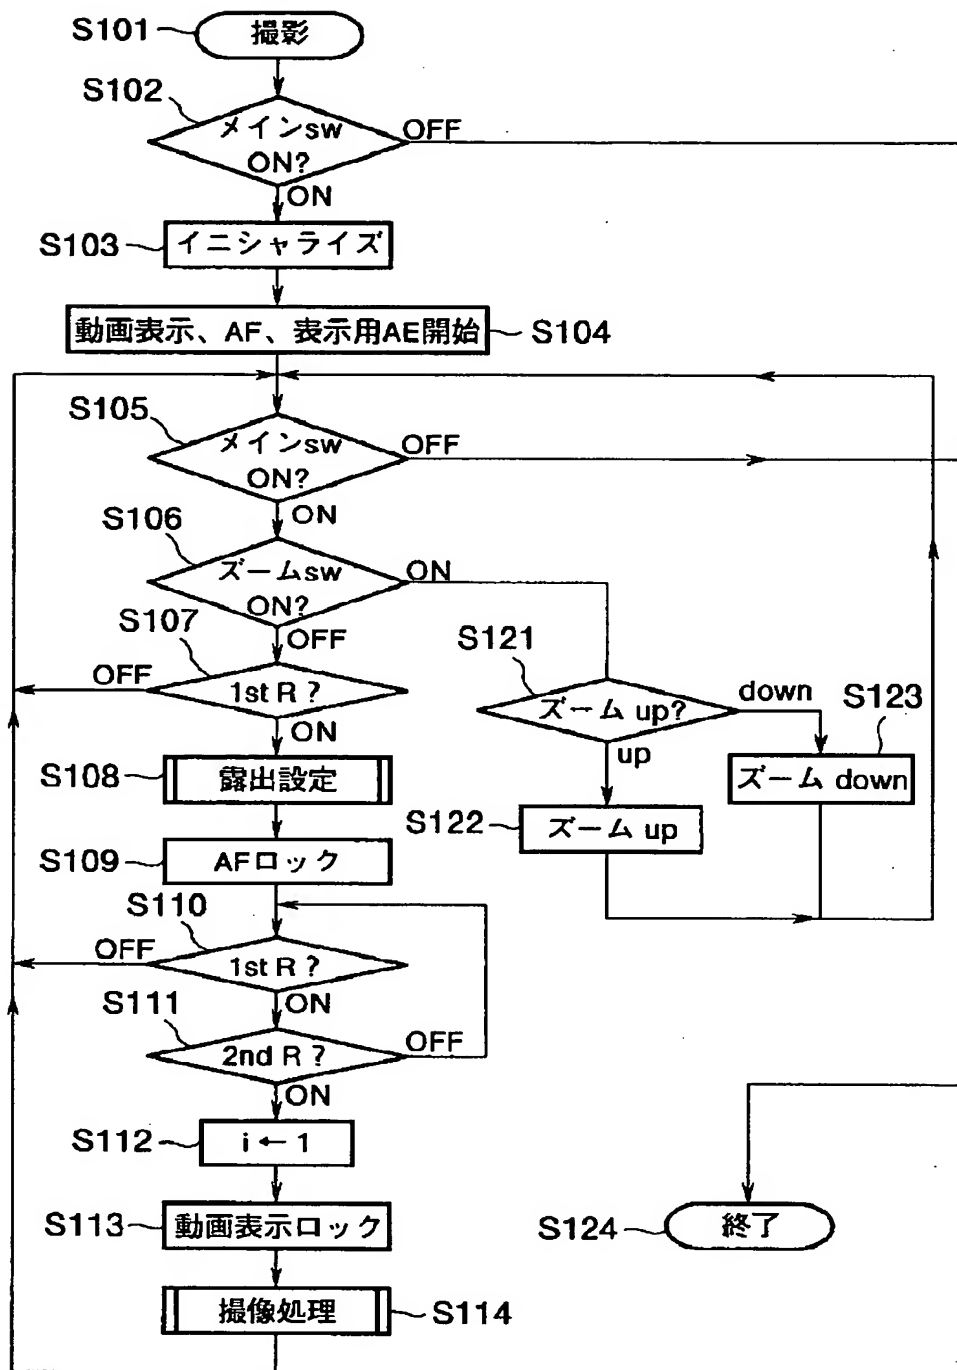 S101
撮影
S102
メインsw
ON?
OFF
ON
S103
イニシャライズ
動画表示、AF、表示用AE開始
S104
S105
メインsw
ON?
OFF
ON
S106
ズームsw
ON?
ON
OFF
S107
1st R ?
OFF
ON
S121
ズーム up?
down
up
S123
ズーム down
S122
ズーム up
S108
露出設定
S109
AFロック
S110
1st R ?
OFF
ON
S111
2nd R ?
OFF
ON
S112
i ← 1
S113
動画表示ロック
撮像処理
S114
S124
終了